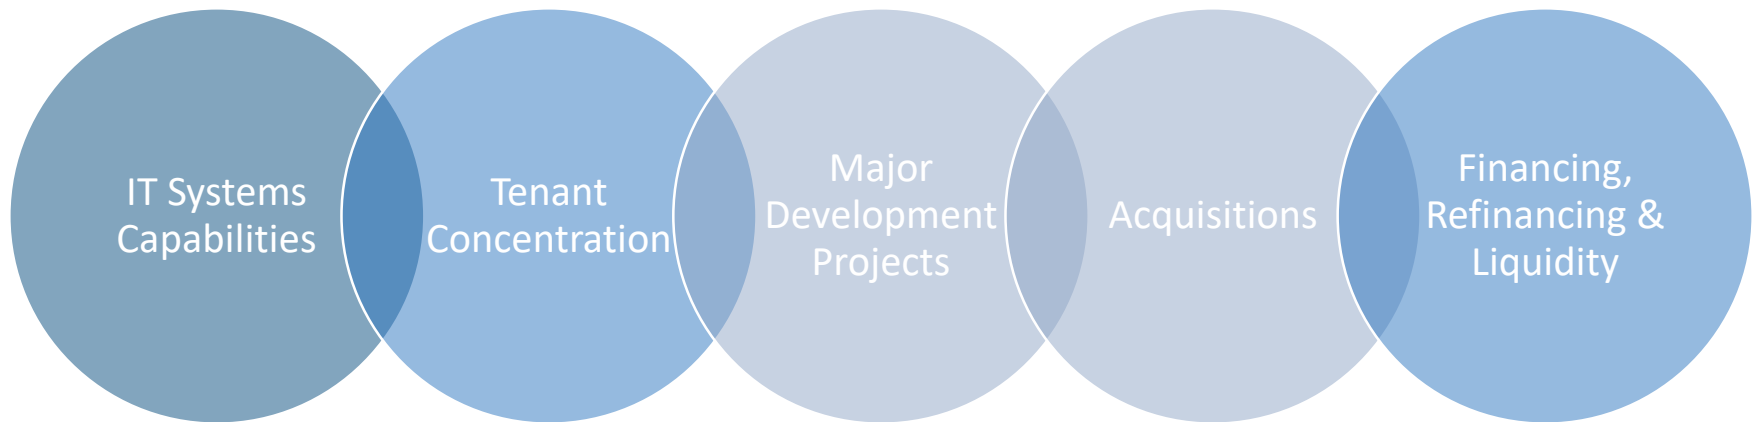 IT Systems
Capabilities
Tenant
Concentration
Major
Development
Projects
Acquisitions
Financing,
Refinancing &
Liquidity